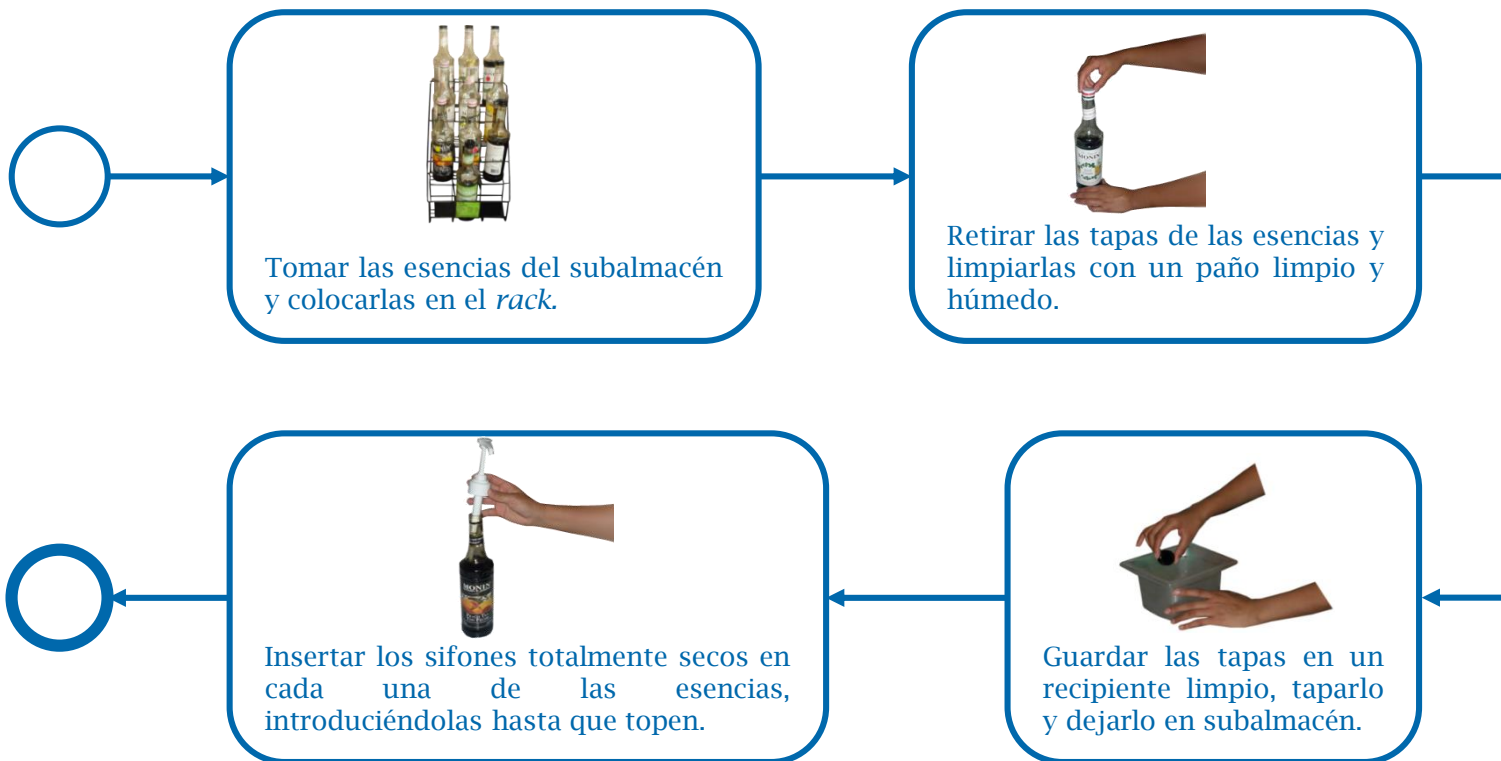 Tomar las esencias del subalmacén
y colocarlas en el rack.
MONIN
Retirar las tapas de las esencias y
limpiarlas con un paño limpio y
húmedo.
MONIN
Insertar los sifones totalmente secos en
cada una de las esencias,
introduciéndolas hasta que topen.
Guardar las tapas en un
recipiente limpio, taparlo
y dejarlo en subalmacén.